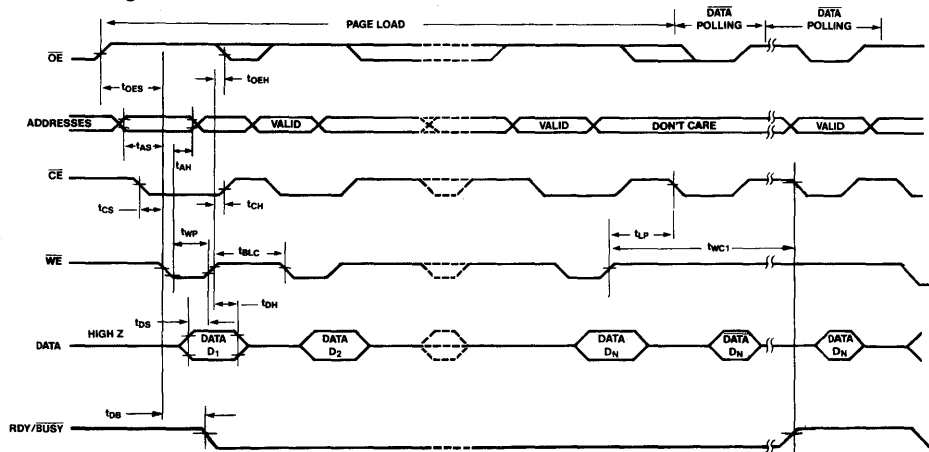 PAGE LOAD
DATA POLLING
DATA POLLING
OE
tOES
tOEH
ADDRESSES
VALID
VALID
DON'T CARE
VALID
tAS
tAH
CE
tCS
tCH
tWP
tBLC
tLP
tWC1
WE
tDS
tDH
DATA
HIGH Z
DATA D1
DATA D2
DATA DN
DATA DN
DATA DN
tDB
RDY/BUSY